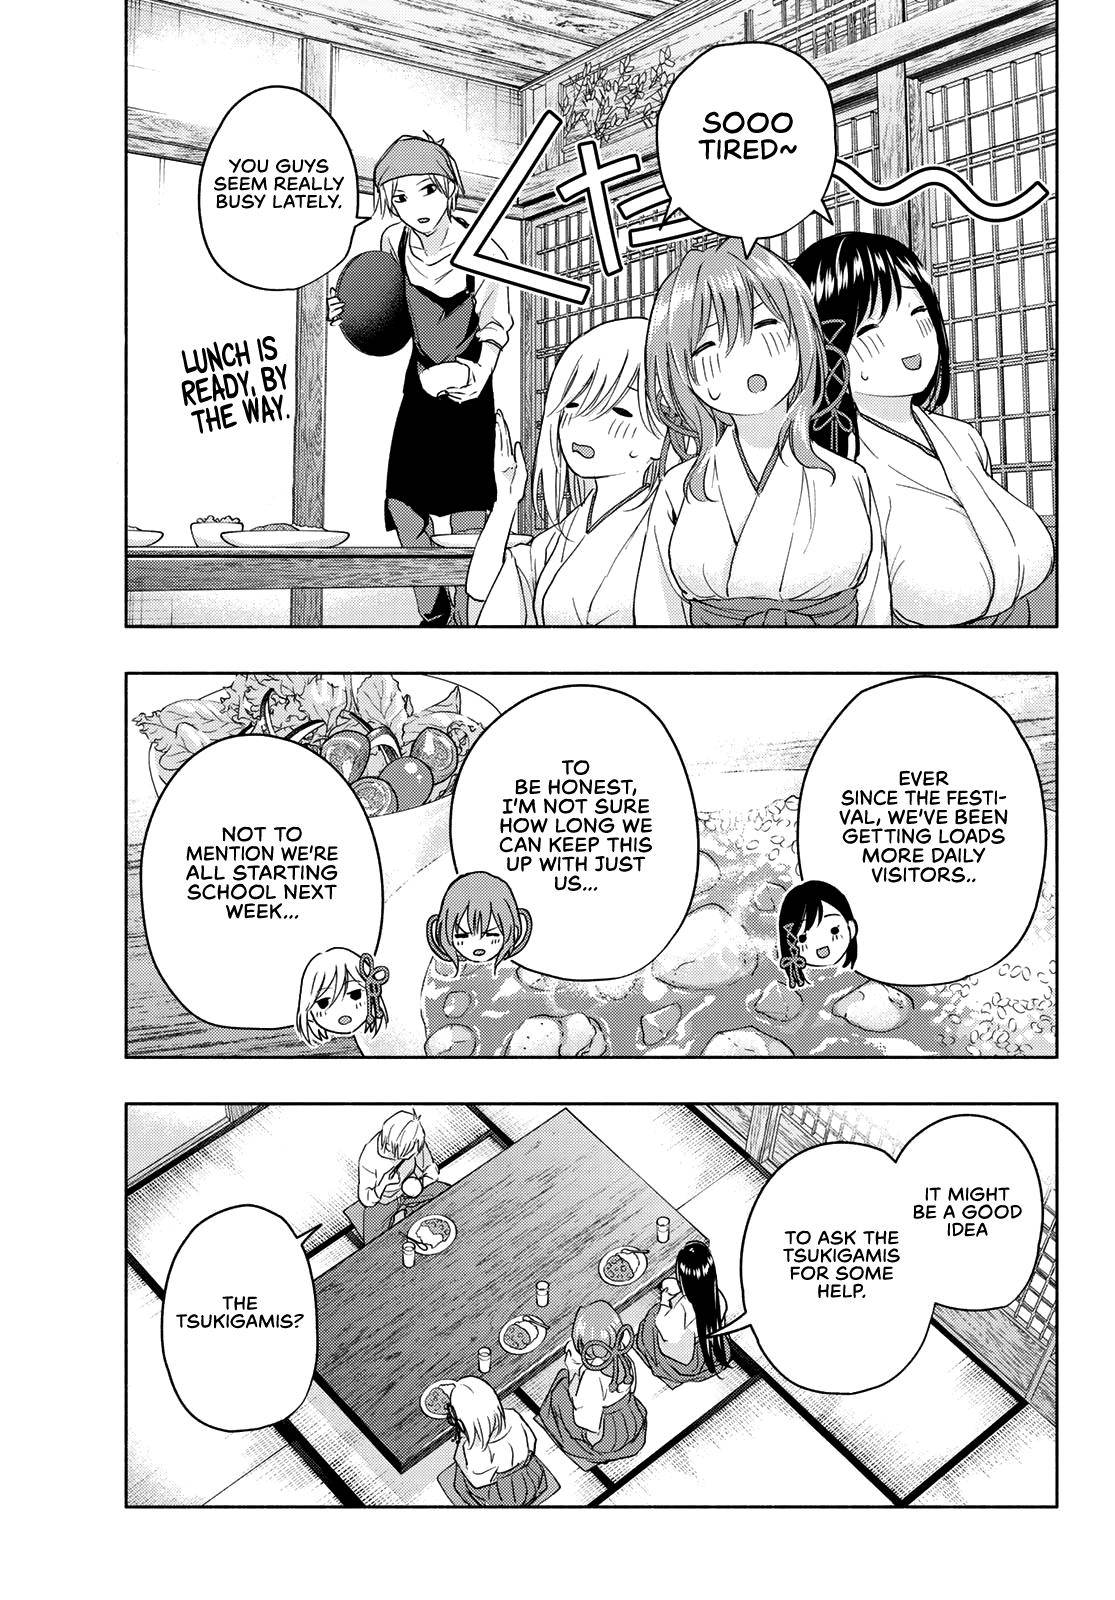 SOOO
TIRED~
くたぁ〜〜
YOU GUYS
SEEM REALLY
BUSY LATELY.
LUNCH IS
READY, BY
THE WAY.
EVER
SINCE THE FESTI-
VAL, WE'VE BEEN
GETTING LOADS
MORE DAILY
VISITORS..
TO
BE HONEST,
I'M NOT SURE
HOW LONG WE
CAN KEEP THIS
UP WITH JUST
US...
NOT TO
MENTION WE'RE
ALL STARTING
SCHOOL NEXT
WEEK...
IT MIGHT
BE A GOOD
IDEA
TO ASK THE
TSUKIGAMIS
FOR SOME
HELP.
THE
TSUKIGAMIS?